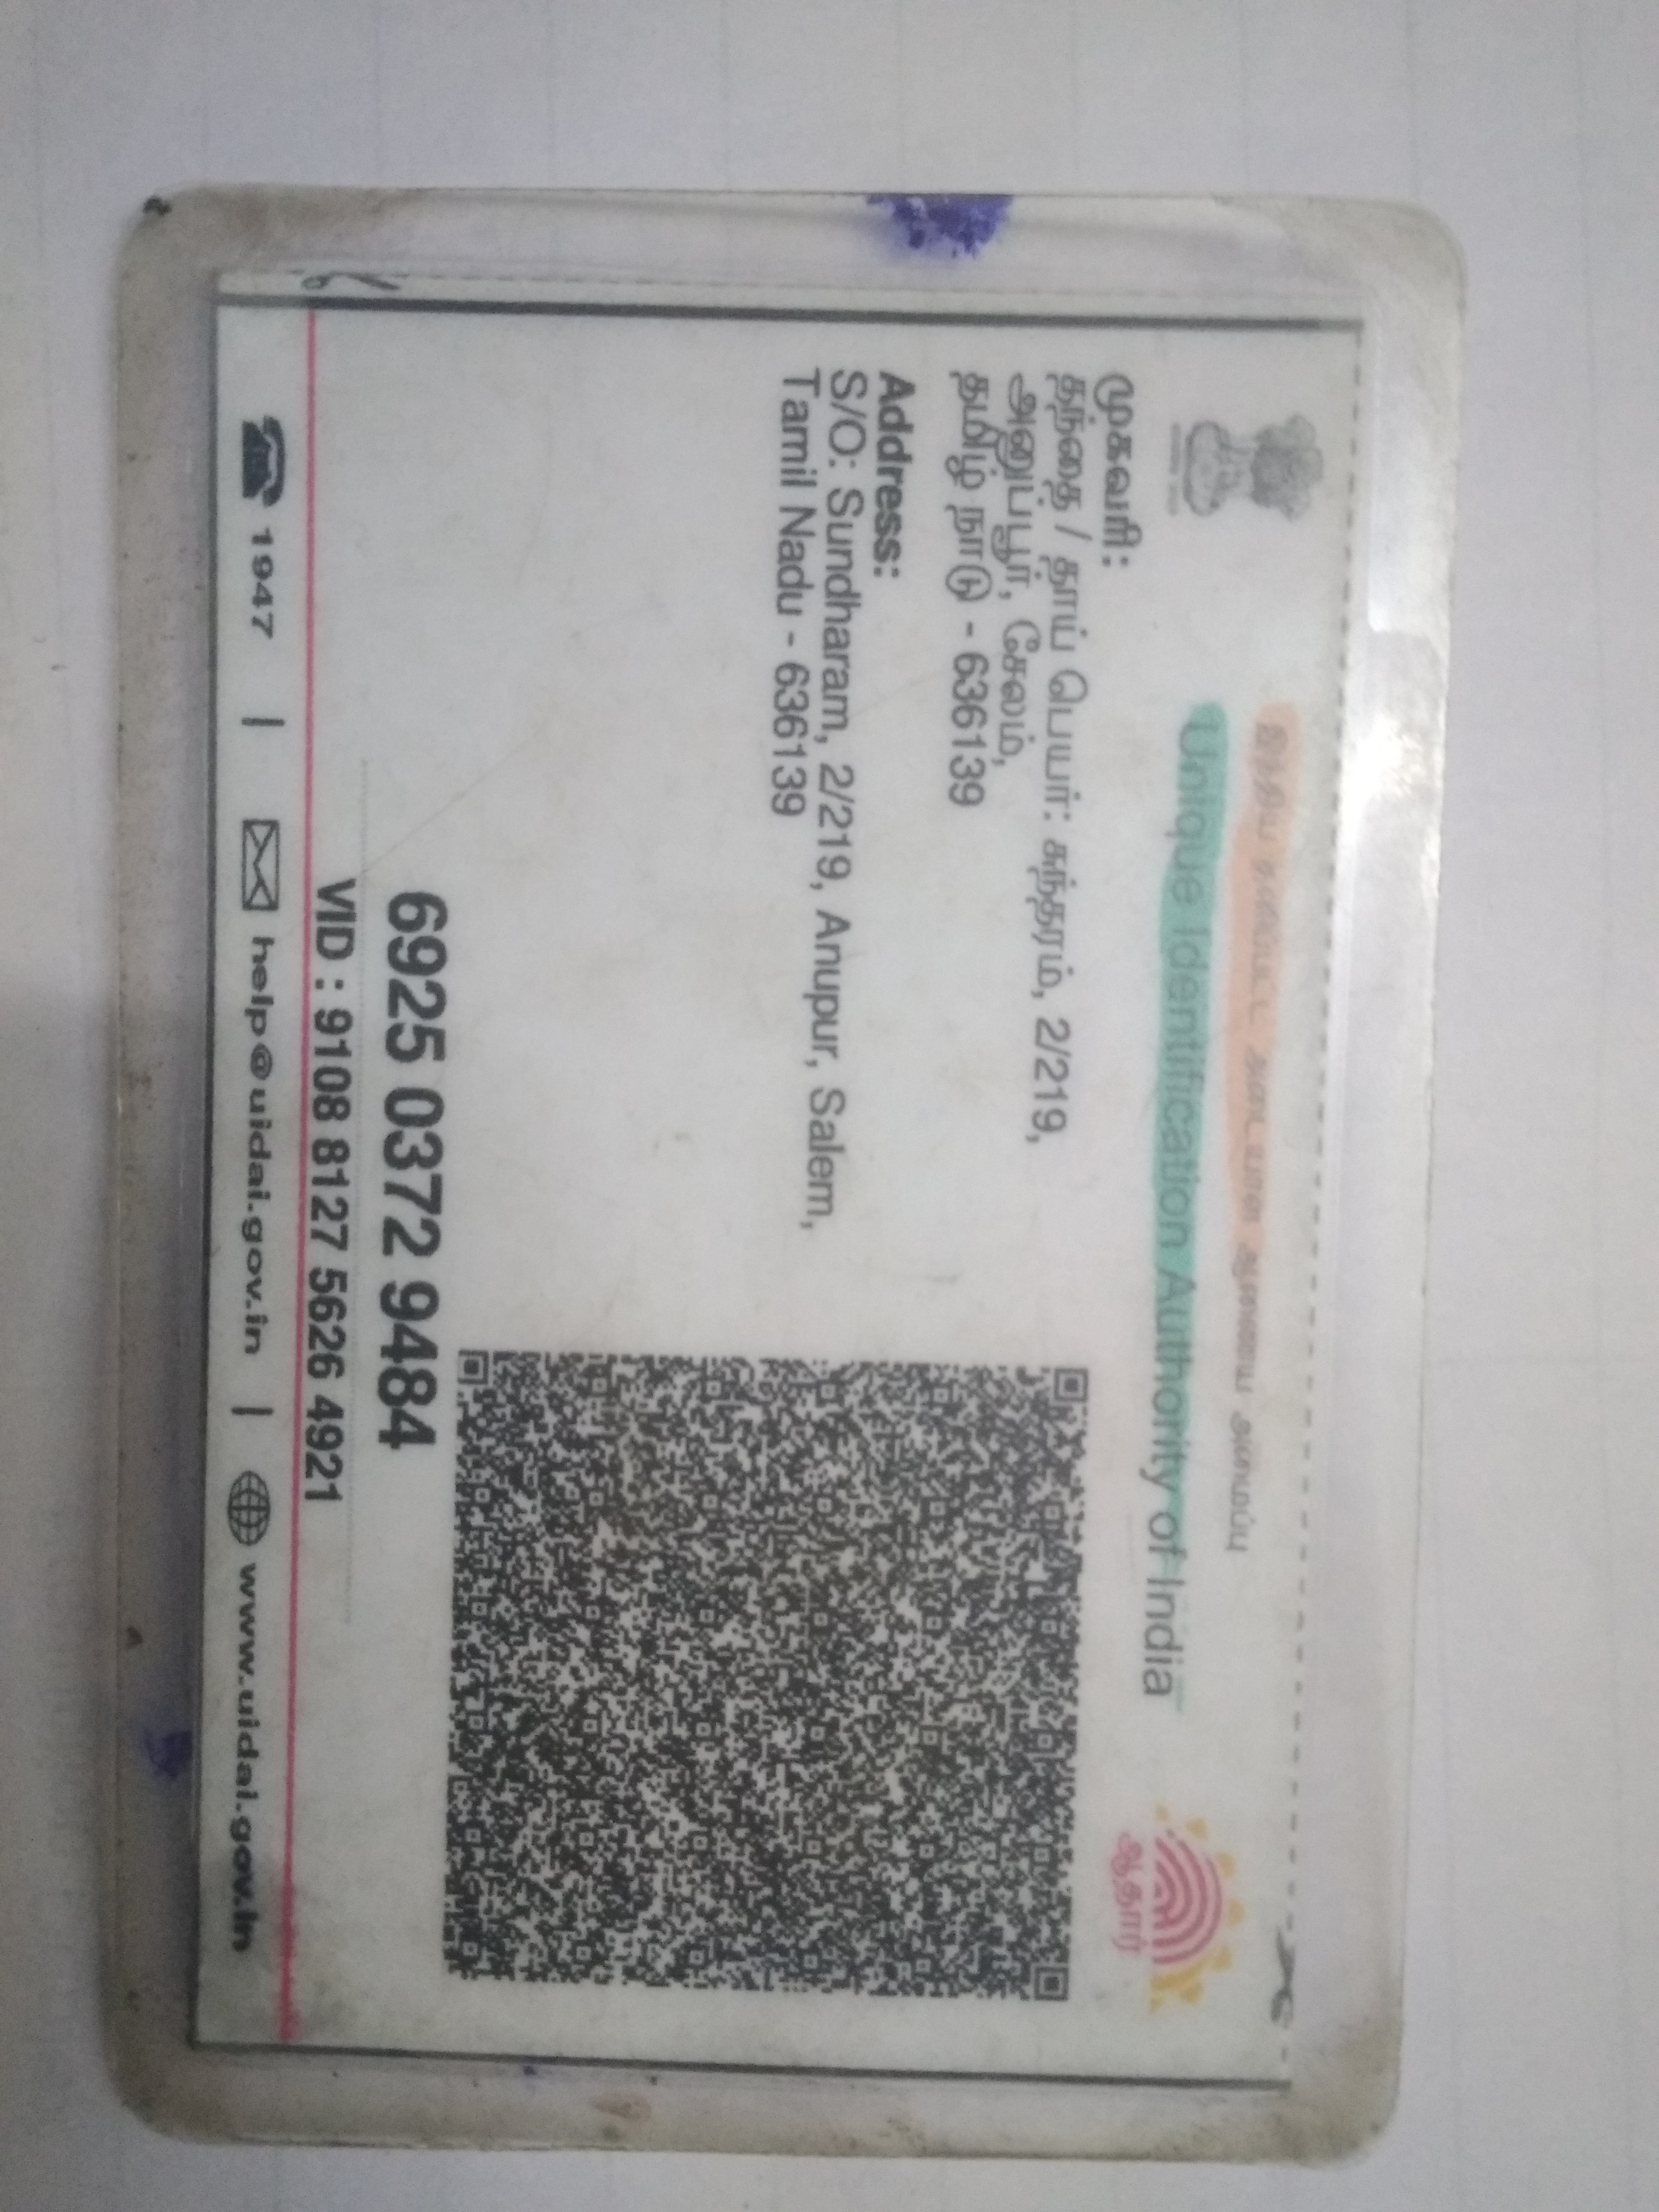 இந்திய தனிப்பட்ட அடையாள ஆணைய அமைப்பு
Unique Identification Authority of India
ஆதார்
முகவரி:
தந்தை / தாய் பெயர்: சுந்தரம், 2/219,
அனுப்பூர், சேலம்,
தமிழ் நாடு - 636139
Address:
S/O: Sundharam, 2/219, Anupur, Salem,
Tamil Nadu - 636139
6925 0372 9484
VID : 9108 8127 5626 4921
1947 | help@uidai.gov.in | www.uidai.gov.in